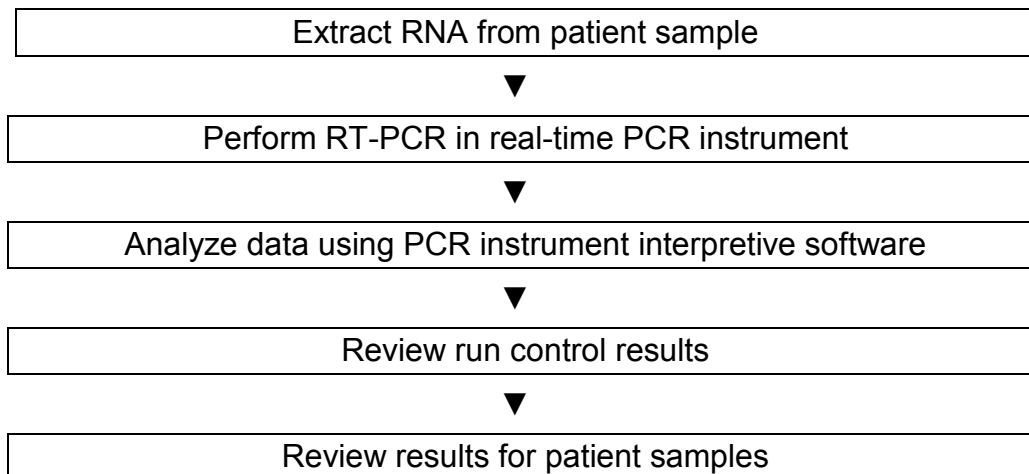 Extract RNA from patient sample
▼
Perform RT-PCR in real-time PCR instrument
▼
Analyze data using PCR instrument interpretive software
▼
Review run control results
▼
Review results for patient samples